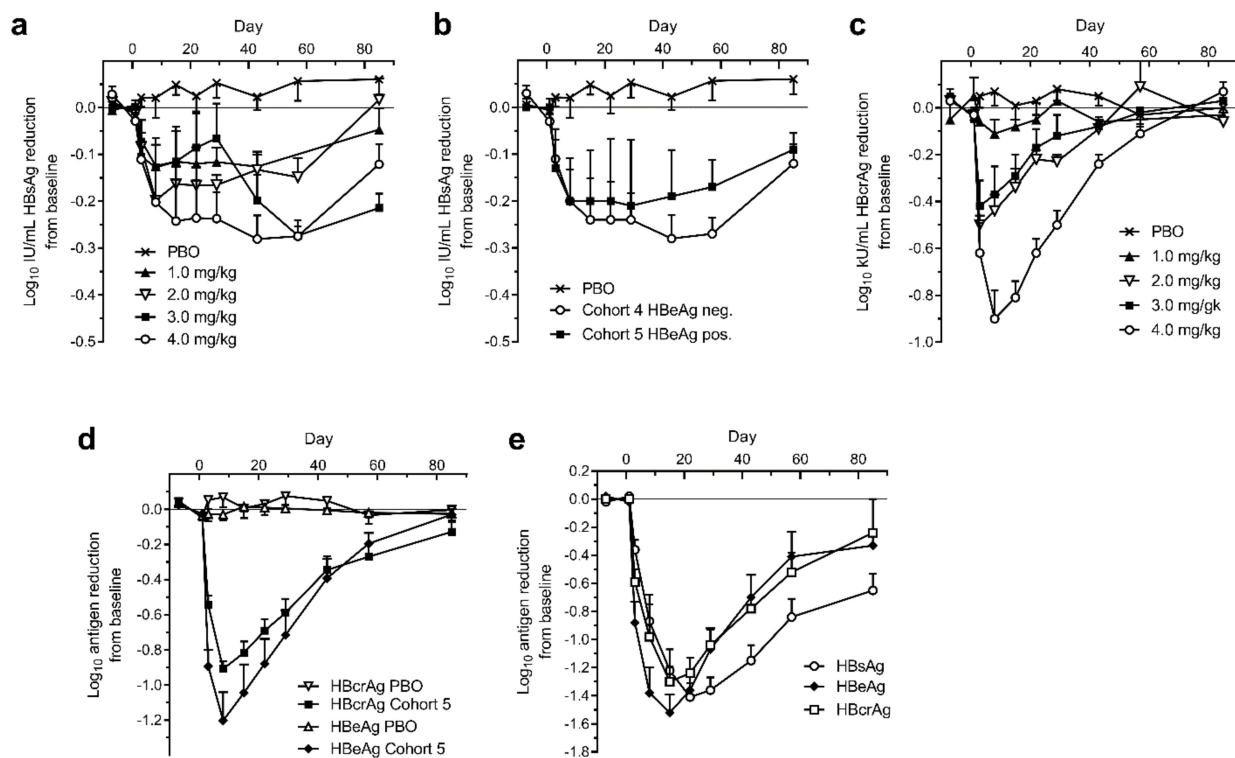 a
Day
0 20 40 60 80
0.1
0.0
-0.1
-0.2
-0.3
-0.4
-0.5
Log10 IU/mL HBsAg reduction
from baseline
PBO
1.0 mg/kg
2.0 mg/kg
3.0 mg/kg
4.0 mg/kg
b
Day
0 20 40 60 80
0.1
0.0
-0.1
-0.2
-0.3
-0.4
-0.5
Log10 IU/mL HBsAg reduction
from baseline
PBO
Cohort 4 HBeAg neg.
Cohort 5 HBeAg pos.
c
Day
0 20 40 60 80
0.2
0.0
-0.2
-0.4
-0.6
-0.8
-1.0
Log10 kU/mL HBcrAg reduction
from baseline
PBO
1.0 mg/kg
2.0 mg/kg
3.0 mg/gk
4.0 mg/kg
d
Day
0 20 40 60 80
0.2
0.0
-0.2
-0.4
-0.6
-0.8
-1.0
-1.2
Log10 antigen reduction
from baseline
HBcrAg PBO
HBcrAg Cohort 5
HBeAg PBO
HBeAg Cohort 5
e
Day
0 20 40 60 80
0.2
0.0
-0.2
-0.4
-0.6
-0.8
-1.0
-1.2
-1.4
-1.6
-1.8
Log10 antigen reduction
from baseline
HBsAg
HBeAg
HBcrAg